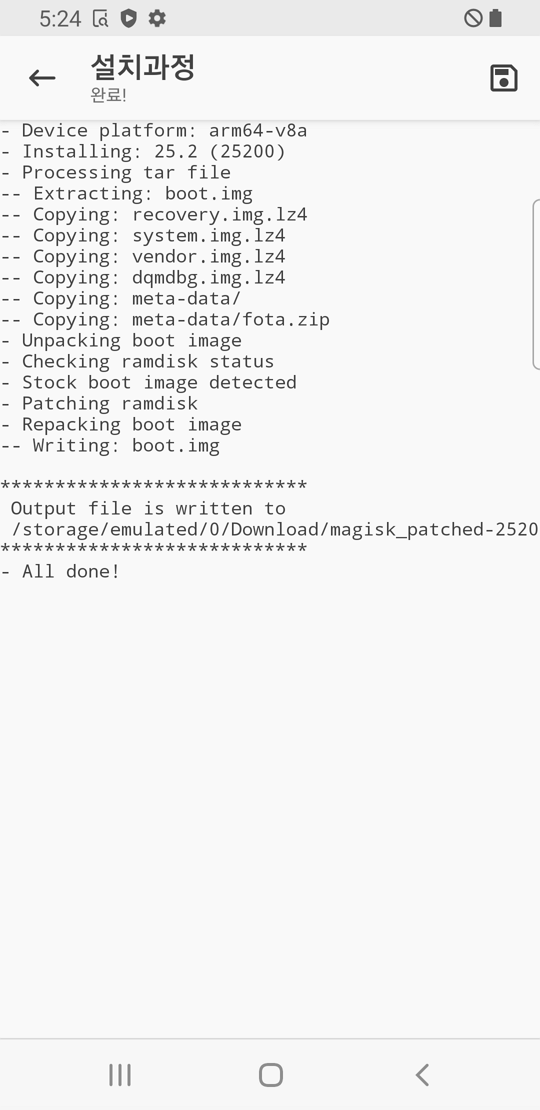 5:24
설치과정
완료!
- Device platform: arm64-v8a
- Installing: 25.2 (25200)
- Processing tar file
-- Extracting: boot.img
-- Copying: recovery.img.lz4
-- Copying: system.img.lz4
-- Copying: vendor.img.lz4
-- Copying: dqmdbg.img.lz4
-- Copying: meta-data/
-- Copying: meta-data/fota.zip
- Unpacking boot image
- Checking ramdisk status
- Stock boot image detected
- Patching ramdisk
- Repacking boot image
-- Writing: boot.img
****************************
Output file is written to
/storage/emulated/0/Download/magisk_patched-2520
****************************
- All done!